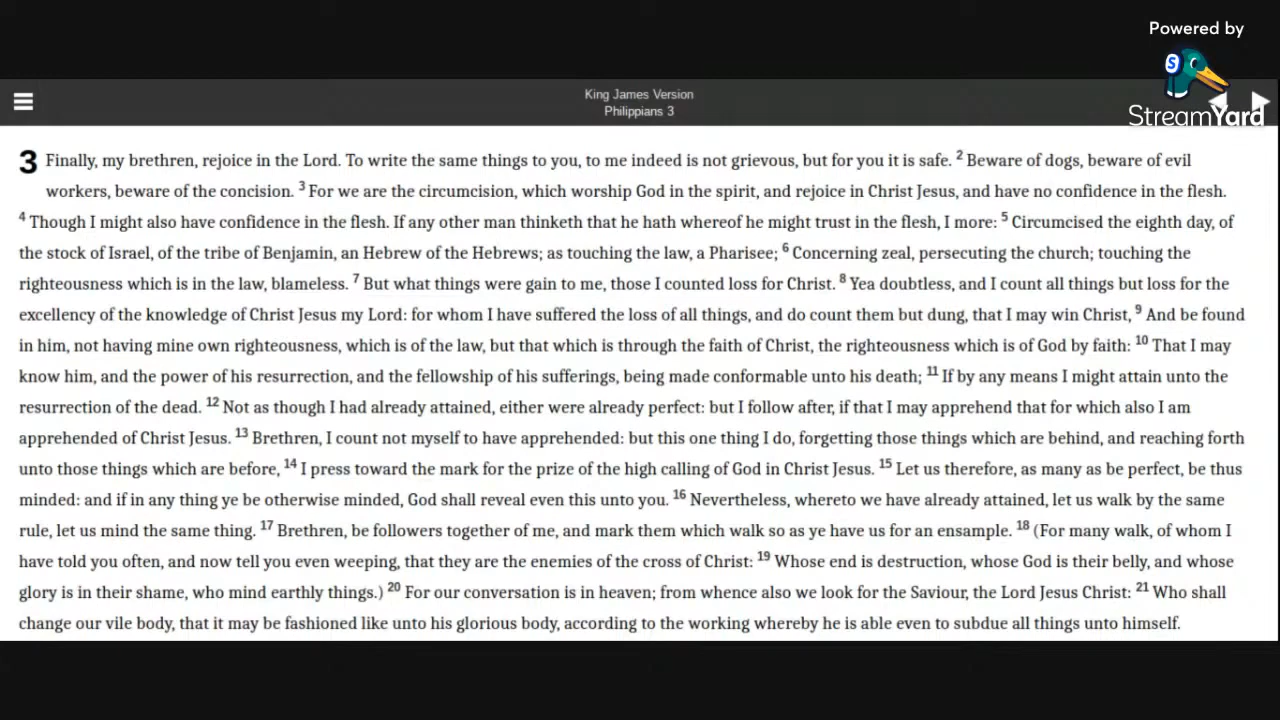 Powered by
S
StreamYard
King James Version
Philippians 3
3 Finally, my brethren, rejoice in the Lord. To write the same things to you, to me indeed is not grievous, but for you it is safe. 2 Beware of dogs, beware of evil
workers, beware of the concision. 3 For we are the circumcision, which worship God in the spirit, and rejoice in Christ Jesus, and have no confidence in the flesh.
4 Though I might also have confidence in the flesh. If any other man thinketh that he hath whereof he might trust in the flesh, I more: 5 Circumcised the eighth day, of
the stock of Israel, of the tribe of Benjamin, an Hebrew of the Hebrews; as touching the law, a Pharisee; 6 Concerning zeal, persecuting the church; touching the
righteousness which is in the law, blameless. 7 But what things were gain to me, those I counted loss for Christ. 8 Yea doubtless, and I count all things but loss for the
excellency of the knowledge of Christ Jesus my Lord: for whom I have suffered the loss of all things, and do count them but dung, that I may win Christ, 9 And be found
in him, not having mine own righteousness, which is of the law, but that which is through the faith of Christ, the righteousness which is of God by faith: 10 That I may
know him, and the power of his resurrection, and the fellowship of his sufferings, being made conformable unto his death; 11 If by any means I might attain unto the
resurrection of the dead. 12 Not as though I had already attained, either were already perfect: but I follow after, if that I may apprehend that for which also I am
apprehended of Christ Jesus. 13 Brethren, I count not myself to have apprehended: but this one thing I do, forgetting those things which are behind, and reaching forth
unto those things which are before, 14 I press toward the mark for the prize of the high calling of God in Christ Jesus. 15 Let us therefore, as many as be perfect, be thus
minded: and if in any thing ye be otherwise minded, God shall reveal even this unto you. 16 Nevertheless, whereto we have already attained, let us walk by the same
rule, let us mind the same thing. 17 Brethren, be followers together of me, and mark them which walk so as ye have us for an ensample. 18 (For many walk, of whom I
have told you often, and now tell you even weeping, that they are the enemies of the cross of Christ: 19 Whose end is destruction, whose God is their belly, and whose
glory is in their shame, who mind earthly things.) 20 For our conversation is in heaven; from whence also we look for the Saviour, the Lord Jesus Christ: 21 Who shall
change our vile body, that it may be fashioned like unto his glorious body, according to the working whereby he is able even to subdue all things unto himself.